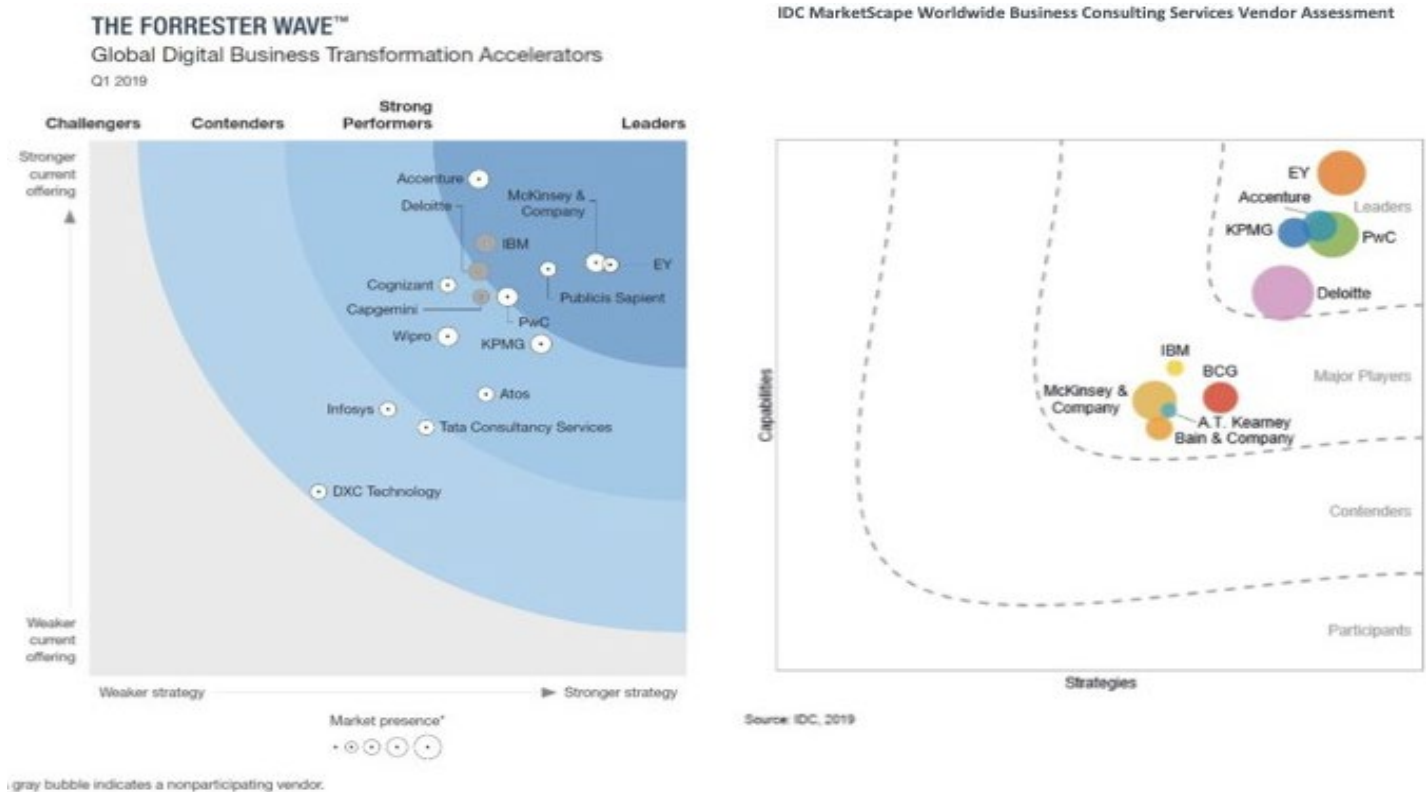 THE FORRESTER WAVE™
Global Digital Business Transformation Accelerators
Q1 2019
Challengers
Contenders
Strong
Performers
Leaders
Stronger
current
offering
Accenture
McKinsey &
Company
Deloitte
IBM
EY
Cognizant
Publicis Sapient
Capgemini
PwC
Wipro
KPMG
Atos
Infosys
Tata Consultancy Services
DXC Technology
Weaker
current
offering
Weaker strategy
Stronger strategy
Market presence*
gray bubble indicates a nonparticipating vendor.
IDC MarketScape Worldwide Business Consulting Services Vendor Assessment
EY
Accenture
Leaders
KPMG
PwC
Deloitte
IBM
BCG
Major Players
McKinsey &
Company
A.T. Kearney
Bain & Company
Capabilities
Contenders
Participants
Strategies
Source: IDC, 2019